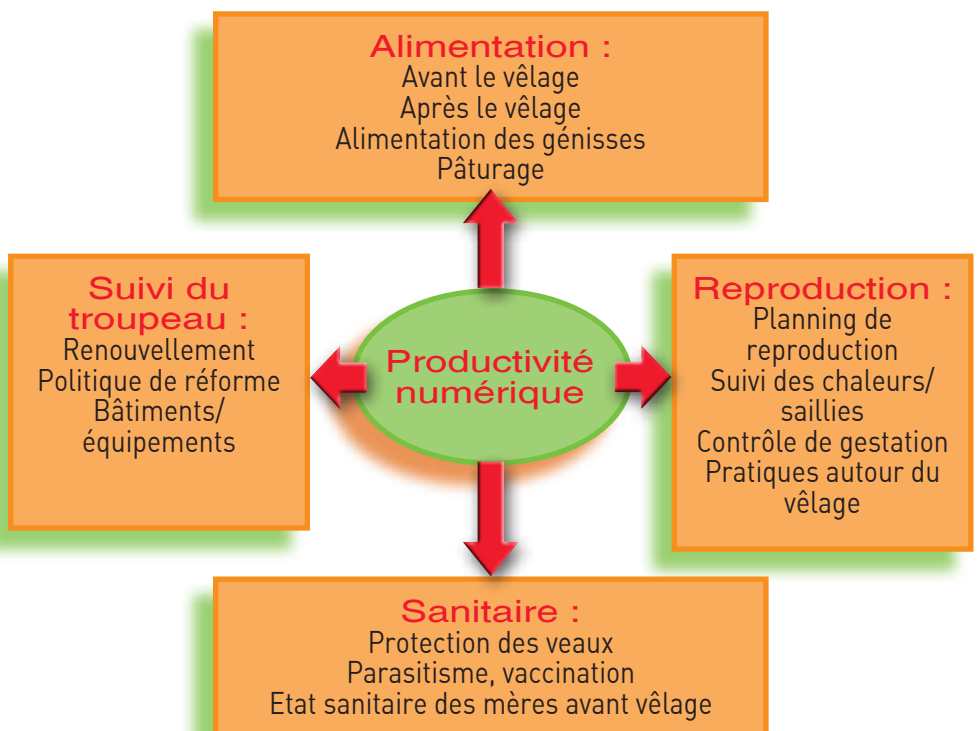 Alimentation :
Avant le vêlage
Après le vêlage
Alimentation des génisses
Pâturage
Suivi du
troupeau :
Renouvellement
Politique de réforme
Bâtiments/
équipements
Productivité
numérique
Reproduction :
Planning de
reproduction
Suivi des chaleurs/
saillies
Contrôle de gestation
Pratiques autour du
vêlage
Sanitaire :
Protection des veaux
Parasitisme, vaccination
Etat sanitaire des mères avant vêlage